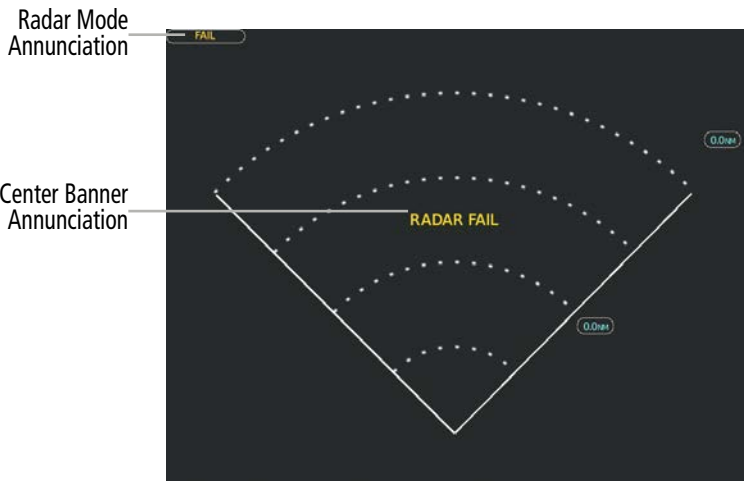 Radar Mode
Annunciation
FAIL
0.0NM
Center Banner
Annunciation
RADAR FAIL
0.0NM